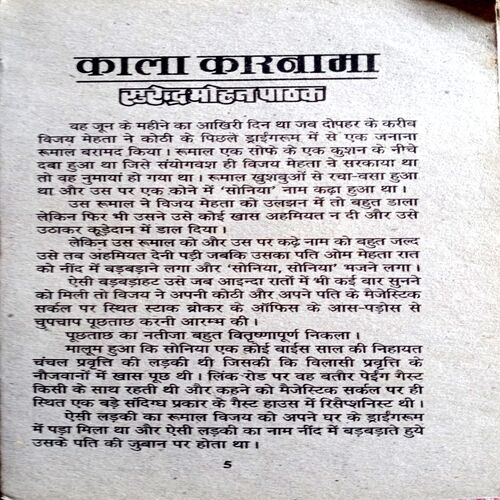 काला कारनामा
सुरेन्द्र मोहन पाठक
वह जून के महीने का आखिरी दिन था जब दोपहर के करीब
विजय मेहता ने कोठी के पिछले ड्राईंगरूम में से एक जनाना
रूमाल बरामद किया। रूमाल एक सोफे के एक कुशन के नीचे
दबा हुआ था जिसे संयोगवश ही विजय मेहता ने सरकाया था
तो वह नुमायां हो गया था। रूमाल खुशबुओं से रचा-वसा हुआ
था और उस पर एक कोने में 'सोनिया' नाम कढ़ा हुआ था।
उस रूमाल ने विजय मेहता को उलझन में तो बहुत डाला
लेकिन फिर भी उसने उसे कोई खास अहमियत न दी और उसे
उठाकर कूड़ेदान में डाल दिया।
लेकिन उस रूमाल को और उस पर कढ़े नाम को बहुत जल्द
उसे तब अहमियत देनी पड़ी जबकि उसका पति ओम मेहता रात
को नींद में बड़बड़ाने लगा और 'सोनिया, सोनिया' भजने लगा।
ऐसी बड़बड़ाहट उसे जब आइन्दा रातों में भी कई बार सुनने
को मिली तो विजय ने अपनी कोठी और अपने पति के मैजेस्टिक
सर्कल पर स्थित स्टाक ब्रोकर के ऑफिस के आस-पड़ोस से
चुपचाप पूछताछ करनी आरम्भ की।
पूछताछ का नतीजा बहुत वितृष्णापूर्ण निकला।
मालूम हुआ कि सोनिया एक कोई बाईस साल की निहायत
चंचल प्रवृत्ति की लड़की थी जिसकी कि विलासी प्रवृत्ति के
नौजवानों में खास पूछ थी। लिंक रोड पर वह बतौर पेईंग गैस्ट
किसी के साथ रहती थी और कहने को मैजेस्टिक सर्कल पर ही
स्थित एक बड़े संदिग्ध प्रकार के गैस्ट हाउस में रिसैप्शनिस्ट थी।
ऐसी लड़की का रूमाल विजय को अपने घर के ड्राईंगरूम
में पड़ा मिला था और ऐसी लड़की का नाम नींद में बड़बड़ाते हुये
उसके पति की जुबान पर होता था।
5